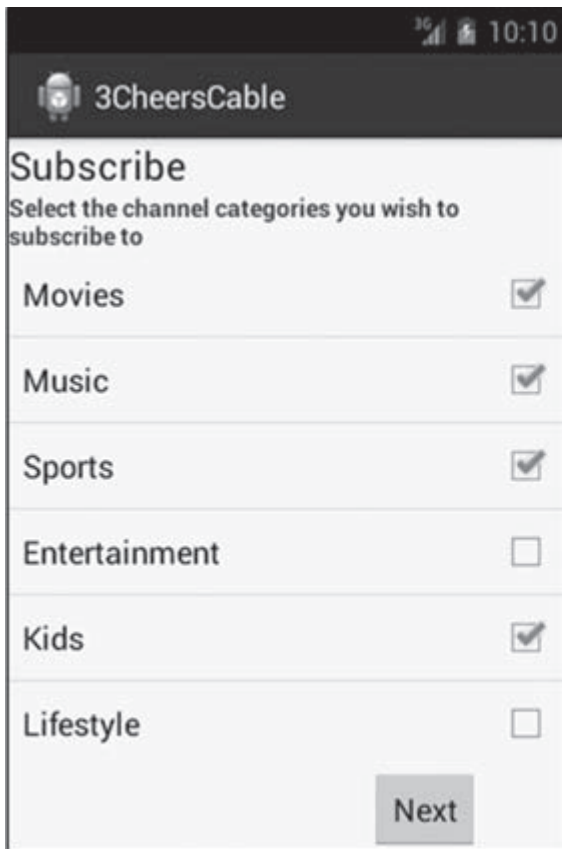 3G 10:10
3CheersCable
Subscribe
Select the channel categories you wish to
subscribe to
Movies
Music
Sports
Entertainment
Kids
Lifestyle
Next